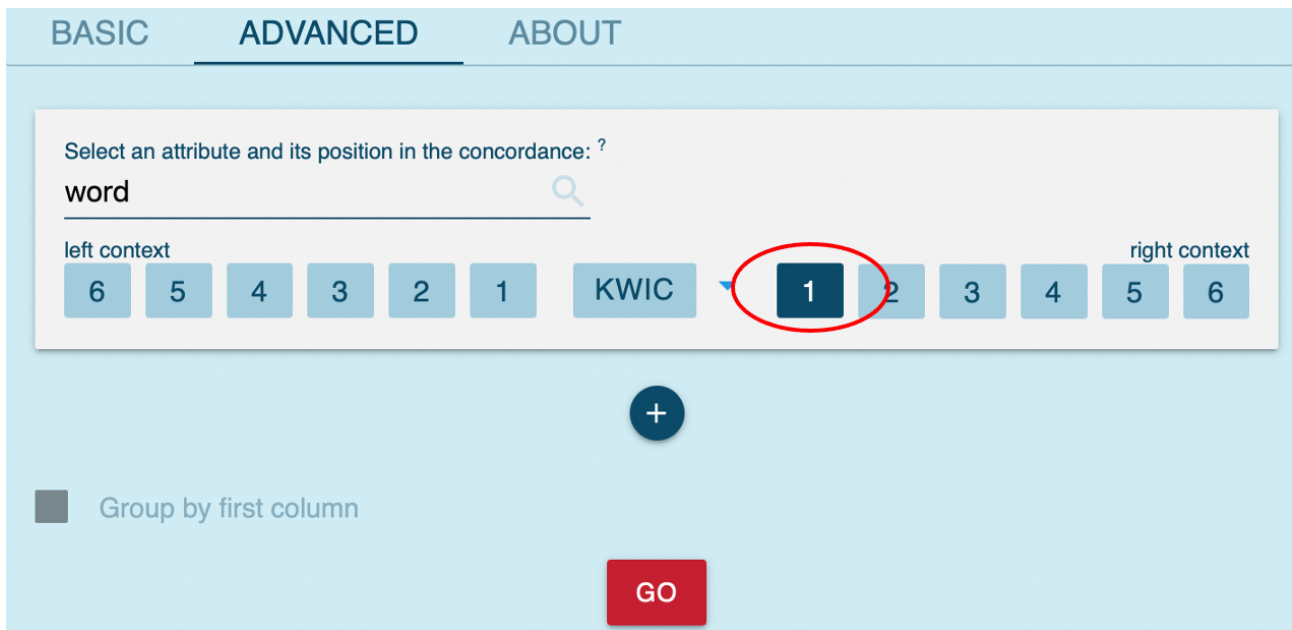 BASIC ADVANCED ABOUT
Select an attribute and its position in the concordance: ?
word
left context right context
6 5 4 3 2 1 KWIC 1 2 3 4 5 6
+
Group by first column
GO